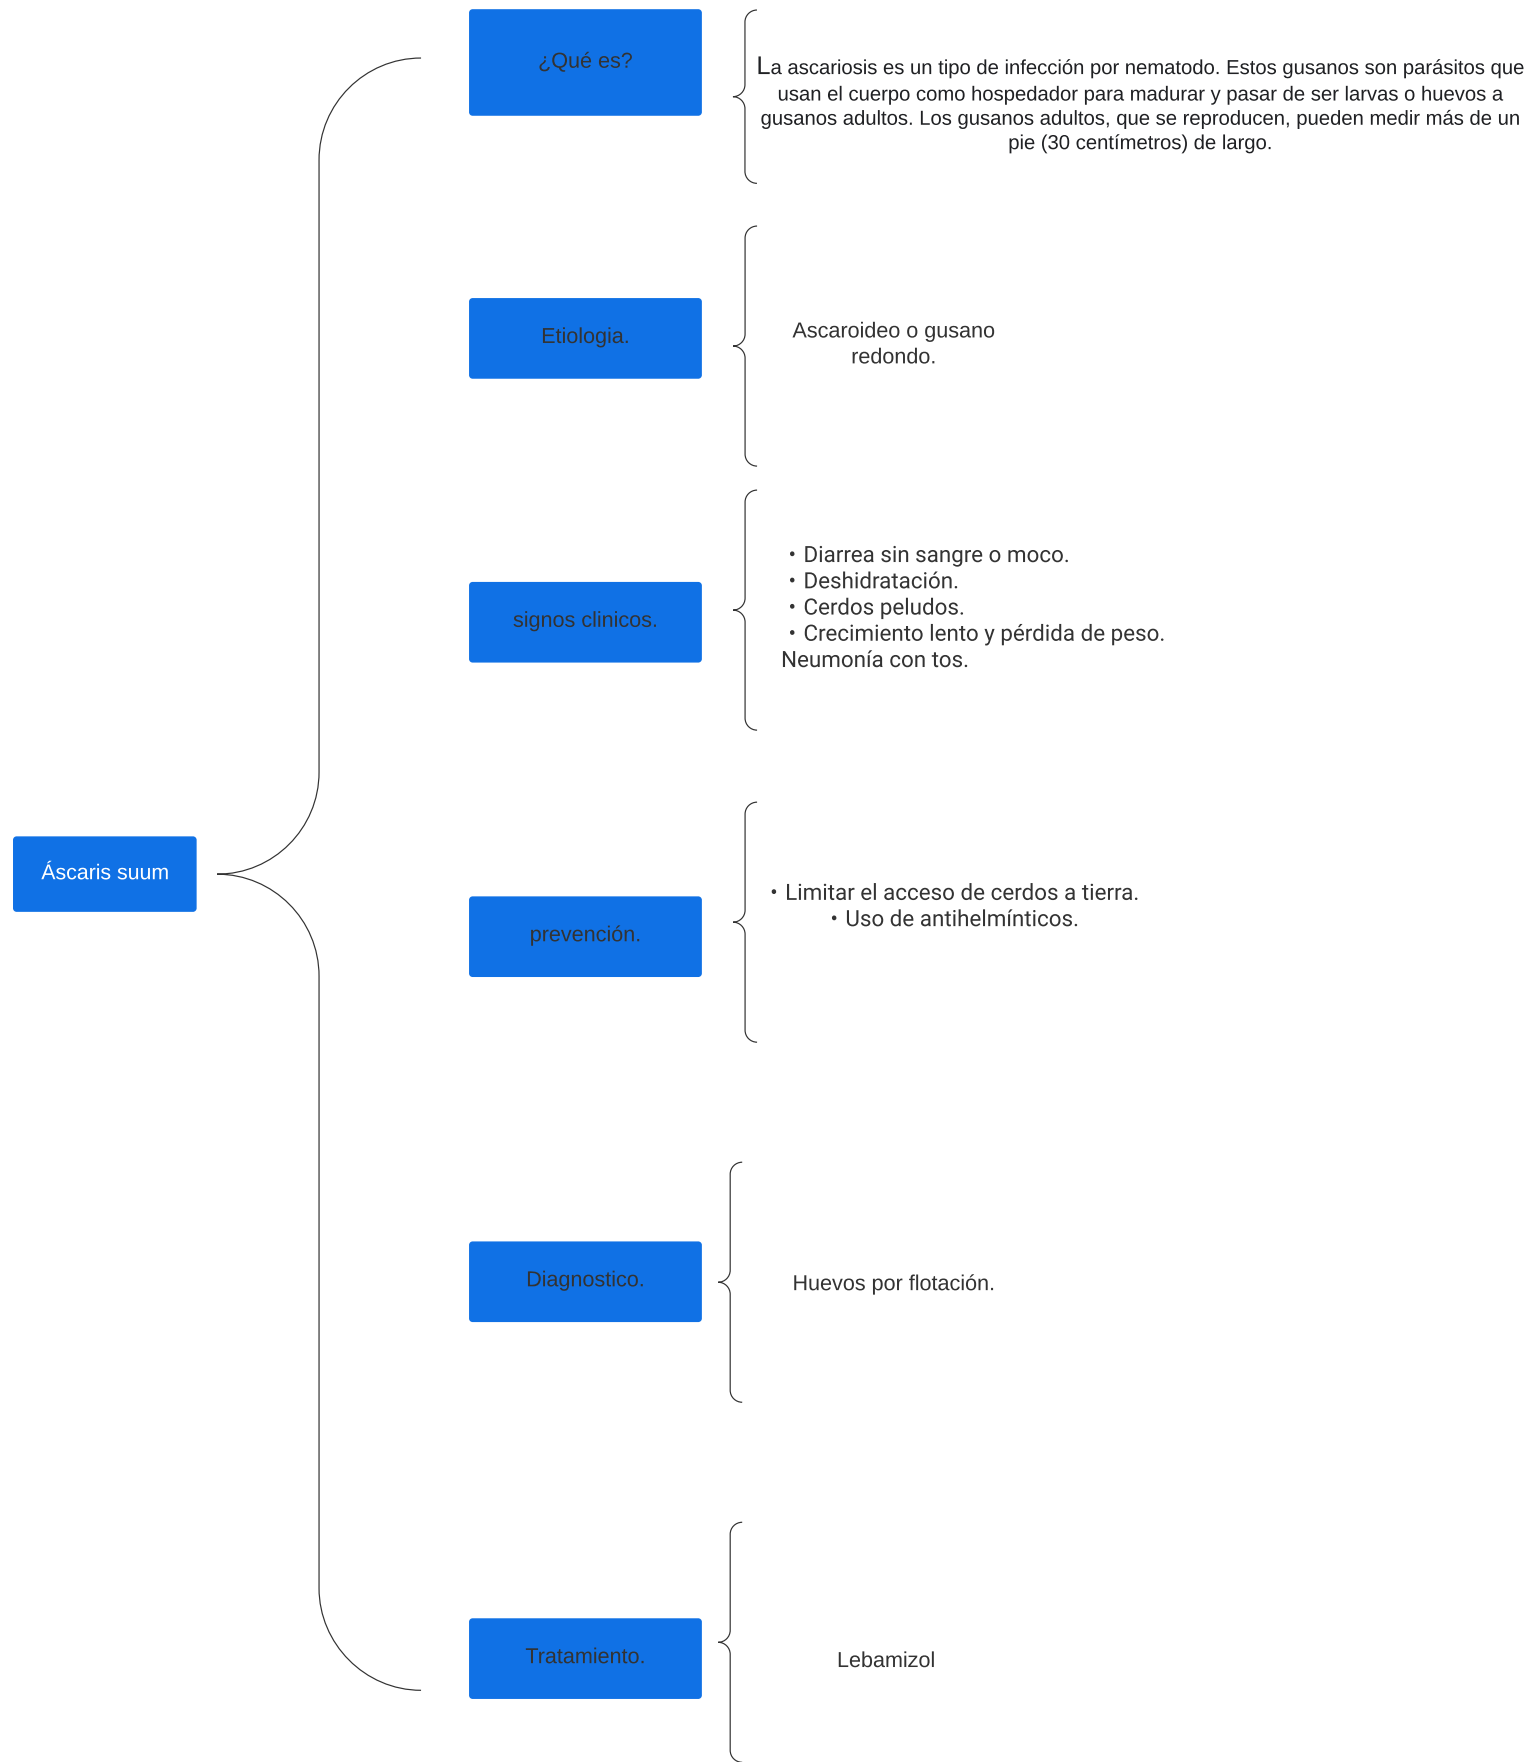 ¿Qué es?
La ascariosis es un tipo de infección por nematodo. Estos gusanos son parásitos que
usan el cuerpo como hospedador para madurar y pasar de ser larvas o huevos a
gusanos adultos. Los gusanos adultos, que se reproducen, pueden medir más de un
pie (30 centímetros) de largo.
Etiologia.
Ascaroideo o gusano
redondo.
signos clinicos.
• Diarrea sin sangre o moco.
• Deshidratación.
• Cerdos peludos.
• Crecimiento lento y pérdida de peso.
Neumonía con tos.
Áscaris suum
prevención.
• Limitar el acceso de cerdos a tierra.
• Uso de antihelmínticos.
Diagnostico.
Huevos por flotación.
Tratamiento.
Lebamizol